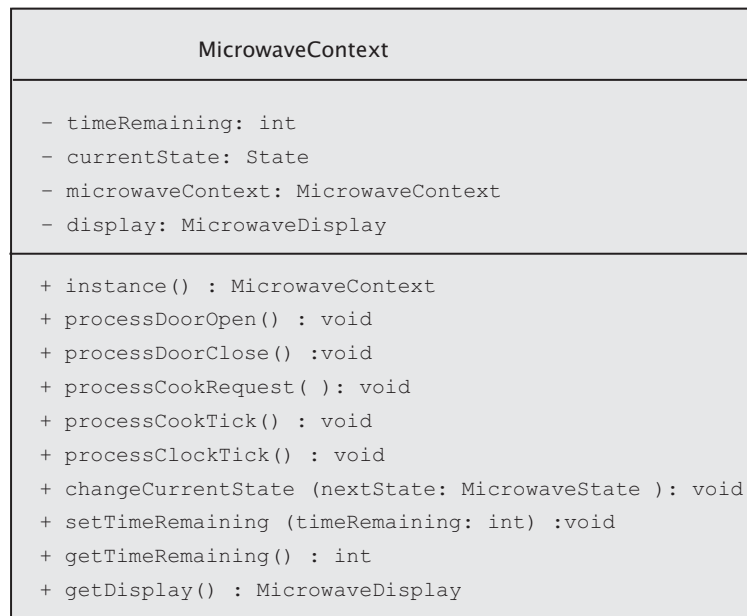 MicrowaveContext
- timeRemaining: int
- currentState: State
- microwaveContext: MicrowaveContext
- display: MicrowaveDisplay
+ instance() : MicrowaveContext
+ processDoorOpen() : void
+ processDoorClose() :void
+ processCookRequest( ): void
+ processCookTick() : void
+ processClockTick() : void
+ changeCurrentState (nextState: MicrowaveState ): void
+ setTimeRemaining (timeRemaining: int) :void
+ getTimeRemaining() : int
+ getDisplay() : MicrowaveDisplay